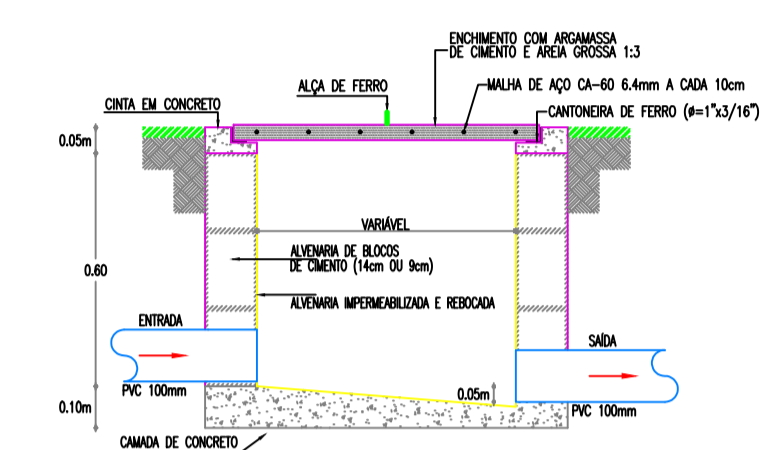 ENCHIMENTO COM ARGAMASSA
DE CIMENTO E AREIA GROSSA 1:3
ALÇA DE FERRO
MALHA DE AÇO CA-60 6.4mm A CADA 10cm
CINTA EM CONCRETO
CANTONEIRA DE FERRO (ø=1"x3/16")
0.05m
VARIÁVEL
ALVENARIA DE BLOCOS
DE CIMENTO (14cm OU 9cm)
0.60
ALVENARIA IMPERMEABILIZADA E REBOCADA
ENTRADA
SAÍDA
PVC 100mm
0.05m
0.10m
PVC 100mm
CAMADA DE CONCRETO